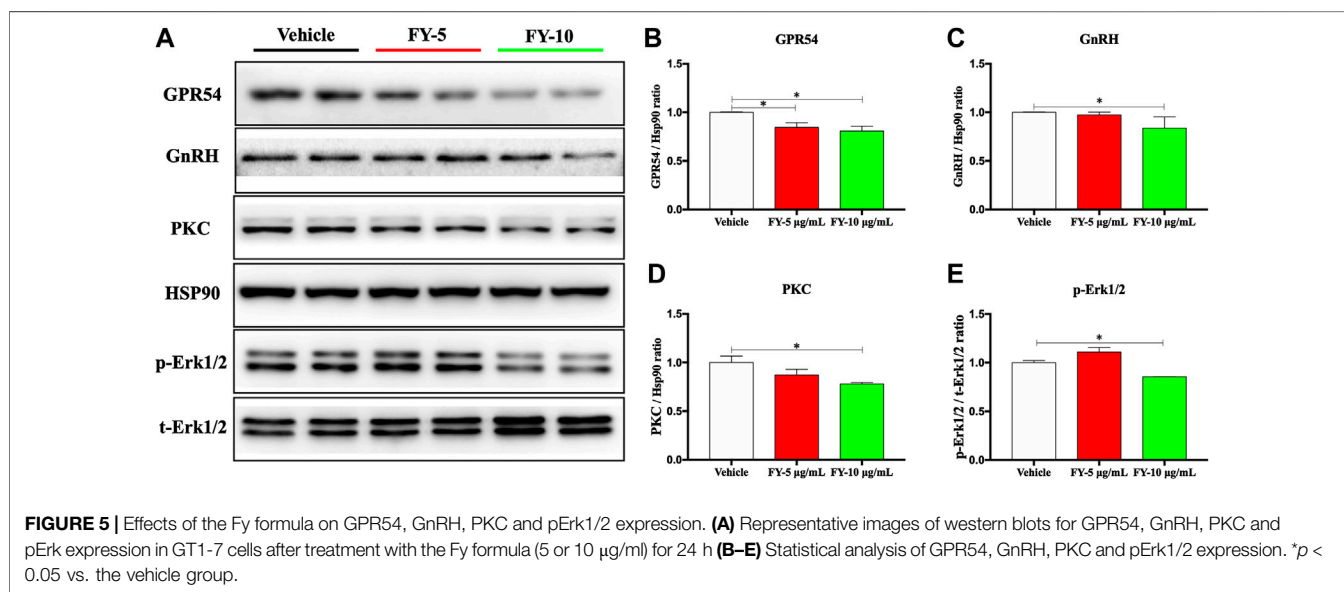 A
Vehicle FY-5 FY-10
GPR54
GnRH
PKC
HSP90
p-Erk1/2
t-Erk1/2
B
GPR54
GPR54 / Hsp90 ratio
1.5
1.0
0.5
0.0
* *
Vehicle FY-5 µg/mL FY-10 µg/mL
C
GnRH
GnRH / Hsp90 ratio
1.5
1.0
0.5
0.0
*
Vehicle FY-5 µg/mL FY-10 µg/mL
D
PKC
PKC / Hsp90 ratio
1.5
1.0
0.5
0.0
*
Vehicle FY-5 µg/mL FY-10 µg/mL
E
p-Erk1/2
p-Erk1/2 / t-Erk1/2 ratio
1.5
1.0
0.5
0.0
*
Vehicle FY-5 µg/mL FY-10 µg/mL
FIGURE 5 | Effects of the Fy formula on GPR54, GnRH, PKC and pErk1/2 expression. (A) Representative images of western blots for GPR54, GnRH, PKC and
pErk expression in GT1-7 cells after treatment with the Fy formula (5 or 10 µg/ml) for 24 h (B–E) Statistical analysis of GPR54, GnRH, PKC and pErk1/2 expression. *p <
0.05 vs. the vehicle group.